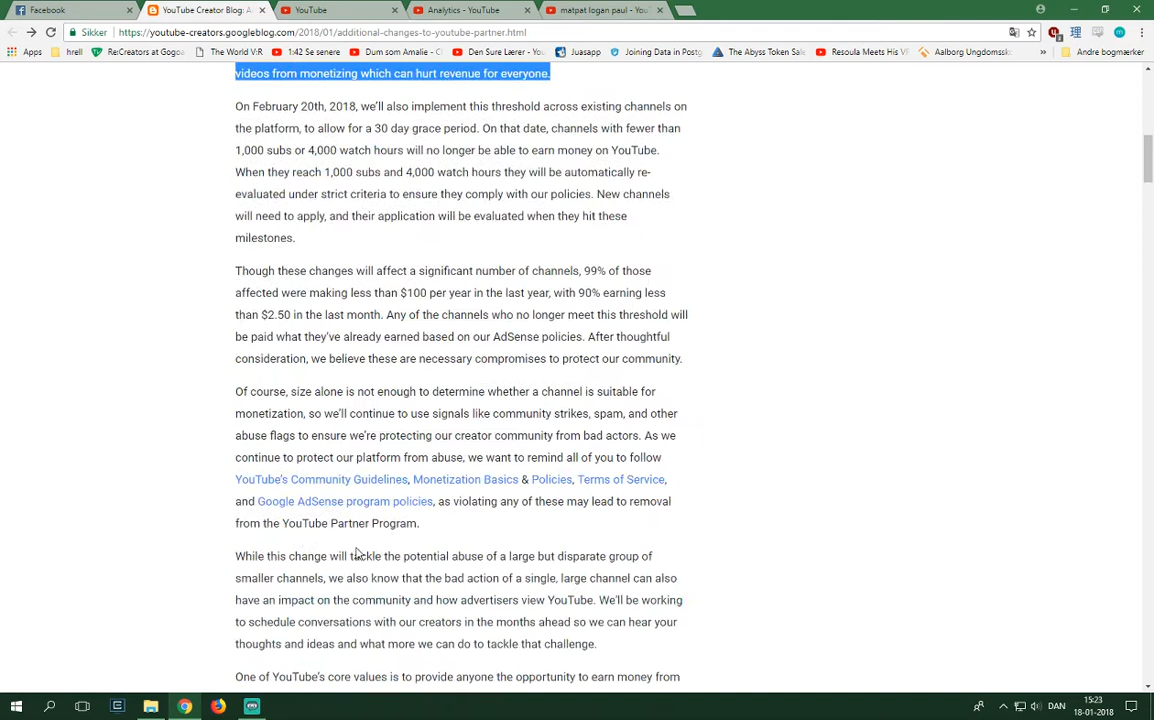 Facebook
YouTube Creator Blog: A
YouTube
Analytics - YouTube
matpat logan paul - Yo
Sikker
https://youtube-creators.googleblog.com/2018/01/additional-changes-to-youtube-partner.html
Apps hrell Re:Creators at Gogoa The World V:R 1:42 Se senere Dum som Amalie - C Den Sure Lærer - You Juasapp Joining Data in Postg The Abyss Token Sale Resoula Meets His VF Aalborg Ungdomssk » Andre bogmærker
videos from monetizing which can hurt revenue for everyone.
On February 20th, 2018, we’ll also implement this threshold across existing channels on
the platform, to allow for a 30 day grace period. On that date, channels with fewer than
1,000 subs or 4,000 watch hours will no longer be able to earn money on YouTube.
When they reach 1,000 subs and 4,000 watch hours they will be automatically re-
evaluated under strict criteria to ensure they comply with our policies. New channels
will need to apply, and their application will be evaluated when they hit these
milestones.
Though these changes will affect a significant number of channels, 99% of those
affected were making less than $100 per year in the last year, with 90% earning less
than $2.50 in the last month. Any of the channels who no longer meet this threshold will
be paid what they’ve already earned based on our AdSense policies. After thoughtful
consideration, we believe these are necessary compromises to protect our community.
Of course, size alone is not enough to determine whether a channel is suitable for
monetization, so we’ll continue to use signals like community strikes, spam, and other
abuse flags to ensure we’re protecting our creator community from bad actors. As we
continue to protect our platform from abuse, we want to remind all of you to follow
YouTube’s Community Guidelines, Monetization Basics & Policies, Terms of Service,
and Google AdSense program policies, as violating any of these may lead to removal
from the YouTube Partner Program.
While this change will tackle the potential abuse of a large but disparate group of
smaller channels, we also know that the bad action of a single, large channel can also
have an impact on the community and how advertisers view YouTube. We’ll be working
to schedule conversations with our creators in the months ahead so we can hear your
thoughts and ideas and what more we can do to tackle that challenge.
One of YouTube’s core values is to provide anyone the opportunity to earn money from
DAN
15:23
18-01-2018